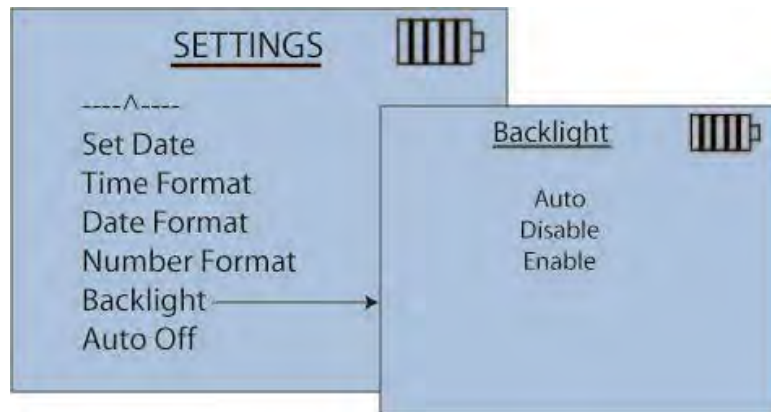 SETTINGS
----^----
Set Date
Time Format
Date Format
Number Format
Backlight
Auto Off
Backlight
Auto
Disable
Enable